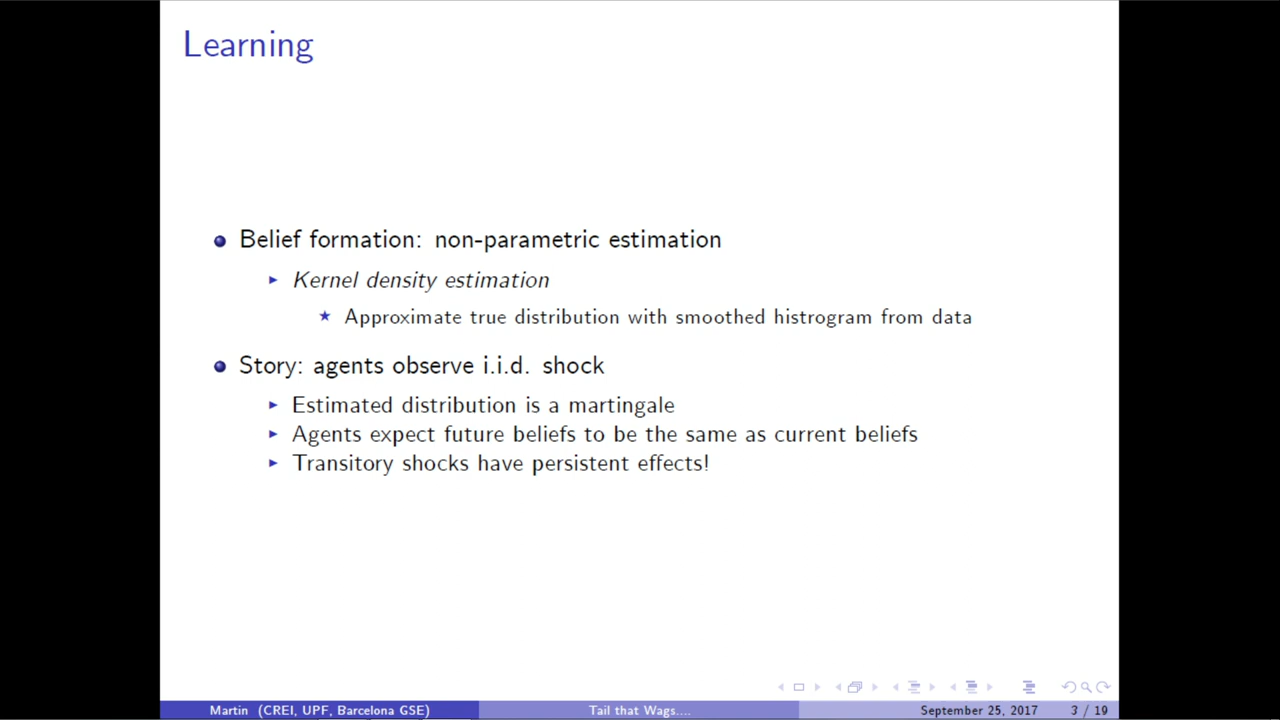 Learning
Belief formation: non-parametric estimation
Kernel density estimation
Approximate true distribution with smoothed histrogram from data
Story: agents observe i.i.d. shock
Estimated distribution is a martingale
Agents expect future beliefs to be the same as current beliefs
Transitory shocks have persistent effects!
Martin (CREI, UPF, Barcelona GSE) Tail that Wags.... September 25, 2017 3 / 19